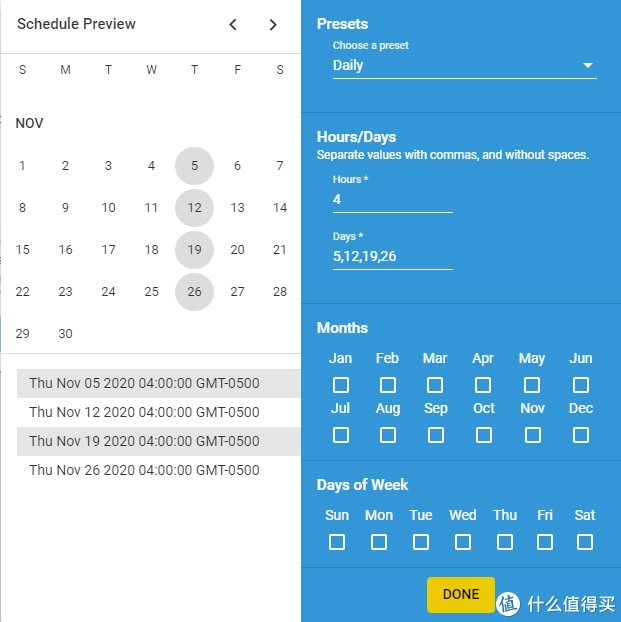 Schedule Preview
S M T W T F S
NOV
1 2 3 4 5 6 7
8 9 10 11 12 13 14
15 16 17 18 19 20 21
22 23 24 25 26 27 28
29 30
Thu Nov 05 2020 04:00:00 GMT-0500
Thu Nov 12 2020 04:00:00 GMT-0500
Thu Nov 19 2020 04:00:00 GMT-0500
Thu Nov 26 2020 04:00:00 GMT-0500
Presets
Choose a preset
Daily
Hours/Days
Separate values with commas, and without spaces.
Hours *
4
Days *
5,12,19,26
Months
Jan Feb Mar Apr May Jun
Jul Aug Sep Oct Nov Dec
Days of Week
Sun Mon Tue Wed Thu Fri Sat
DONE
值 什么值得买